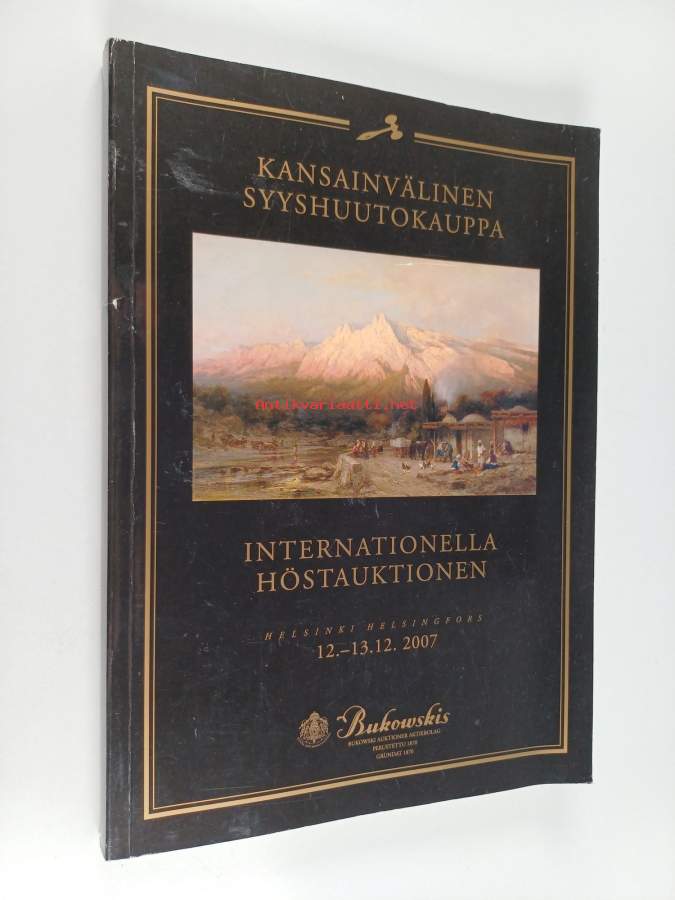 KANSAINVÄLINEN
SYYSHUUTOKAUPPA
antikvariaatti.net
INTERNATIONELLA
HÖSTAUKTIONEN
HELSINKI HELSINGFORS
12.–13.12. 2007
Bukowskis
BUKOWSKI AUKTIONER AKTIEBOLAG
PERUSTETTU 1870
GRUNDAT 1870